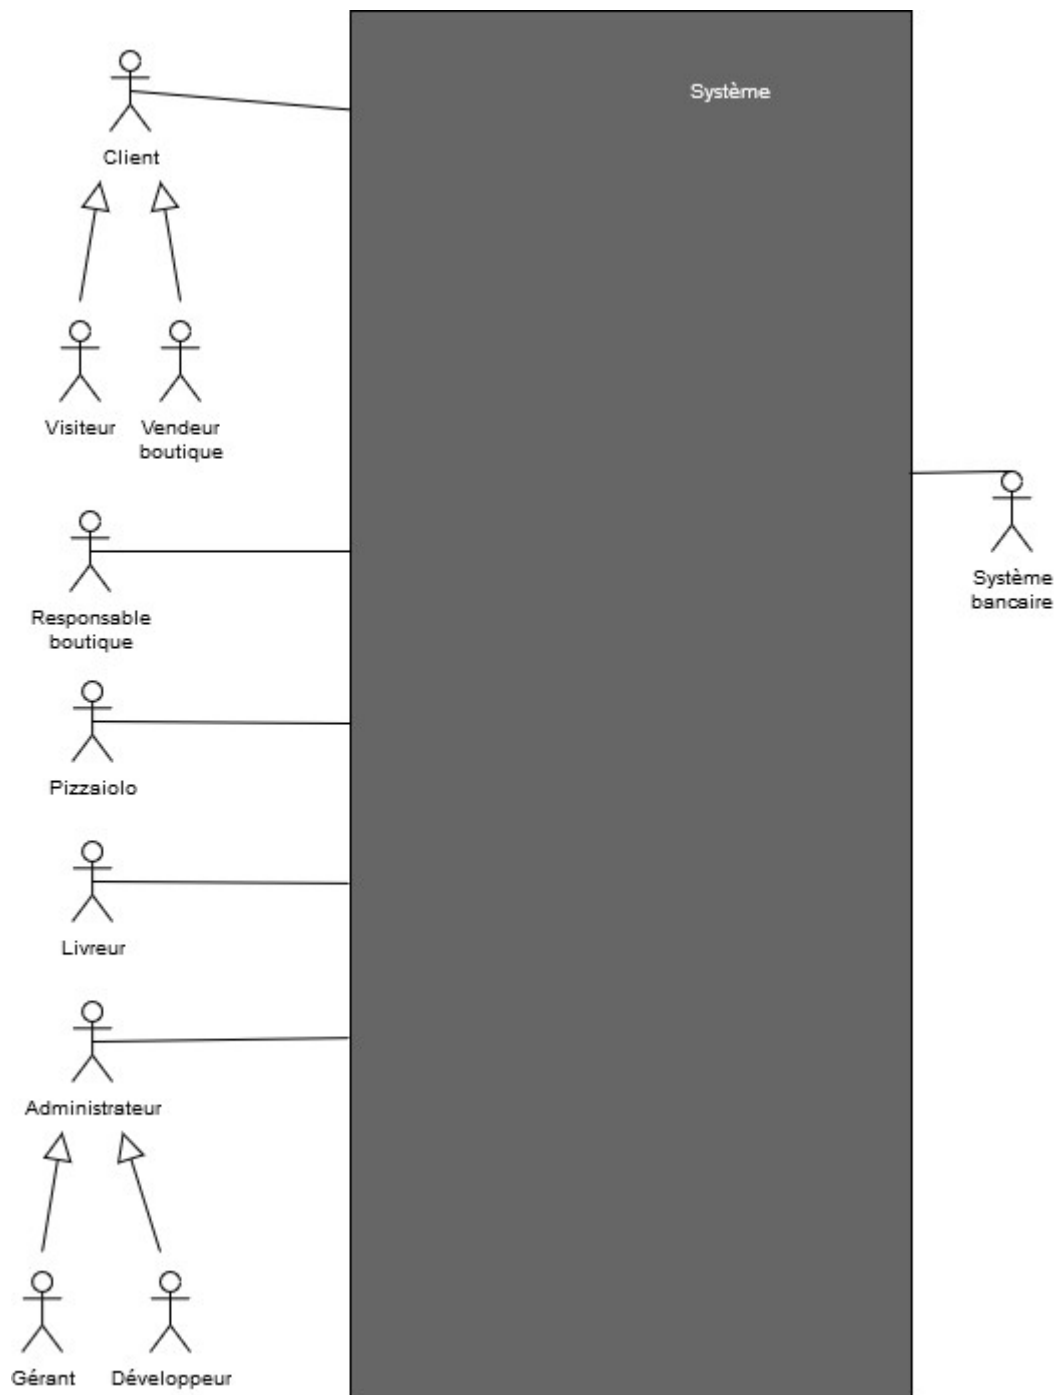 Système
Client
Visiteur
Vendeur
boutique
Système
bancaire
Responsable
boutique
Pizzaiolo
Livreur
Administrateur
Gérant
Développeur